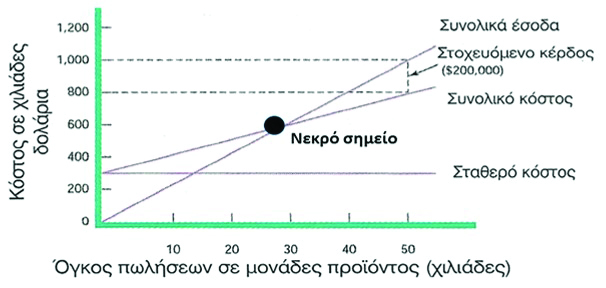 Κόστος σε χιλιάδες
δολάρια
1,200
1,000
800
600
400
200
0
10
20
30
40
50
Συνολικά έσοδα
Στοχευόμενο κέρδος
($200,000)
Συνολικό κόστος
Νεκρό σημείο
Σταθερό κόστος
Όγκος πωλήσεων σε μονάδες προϊόντος (χιλιάδες)